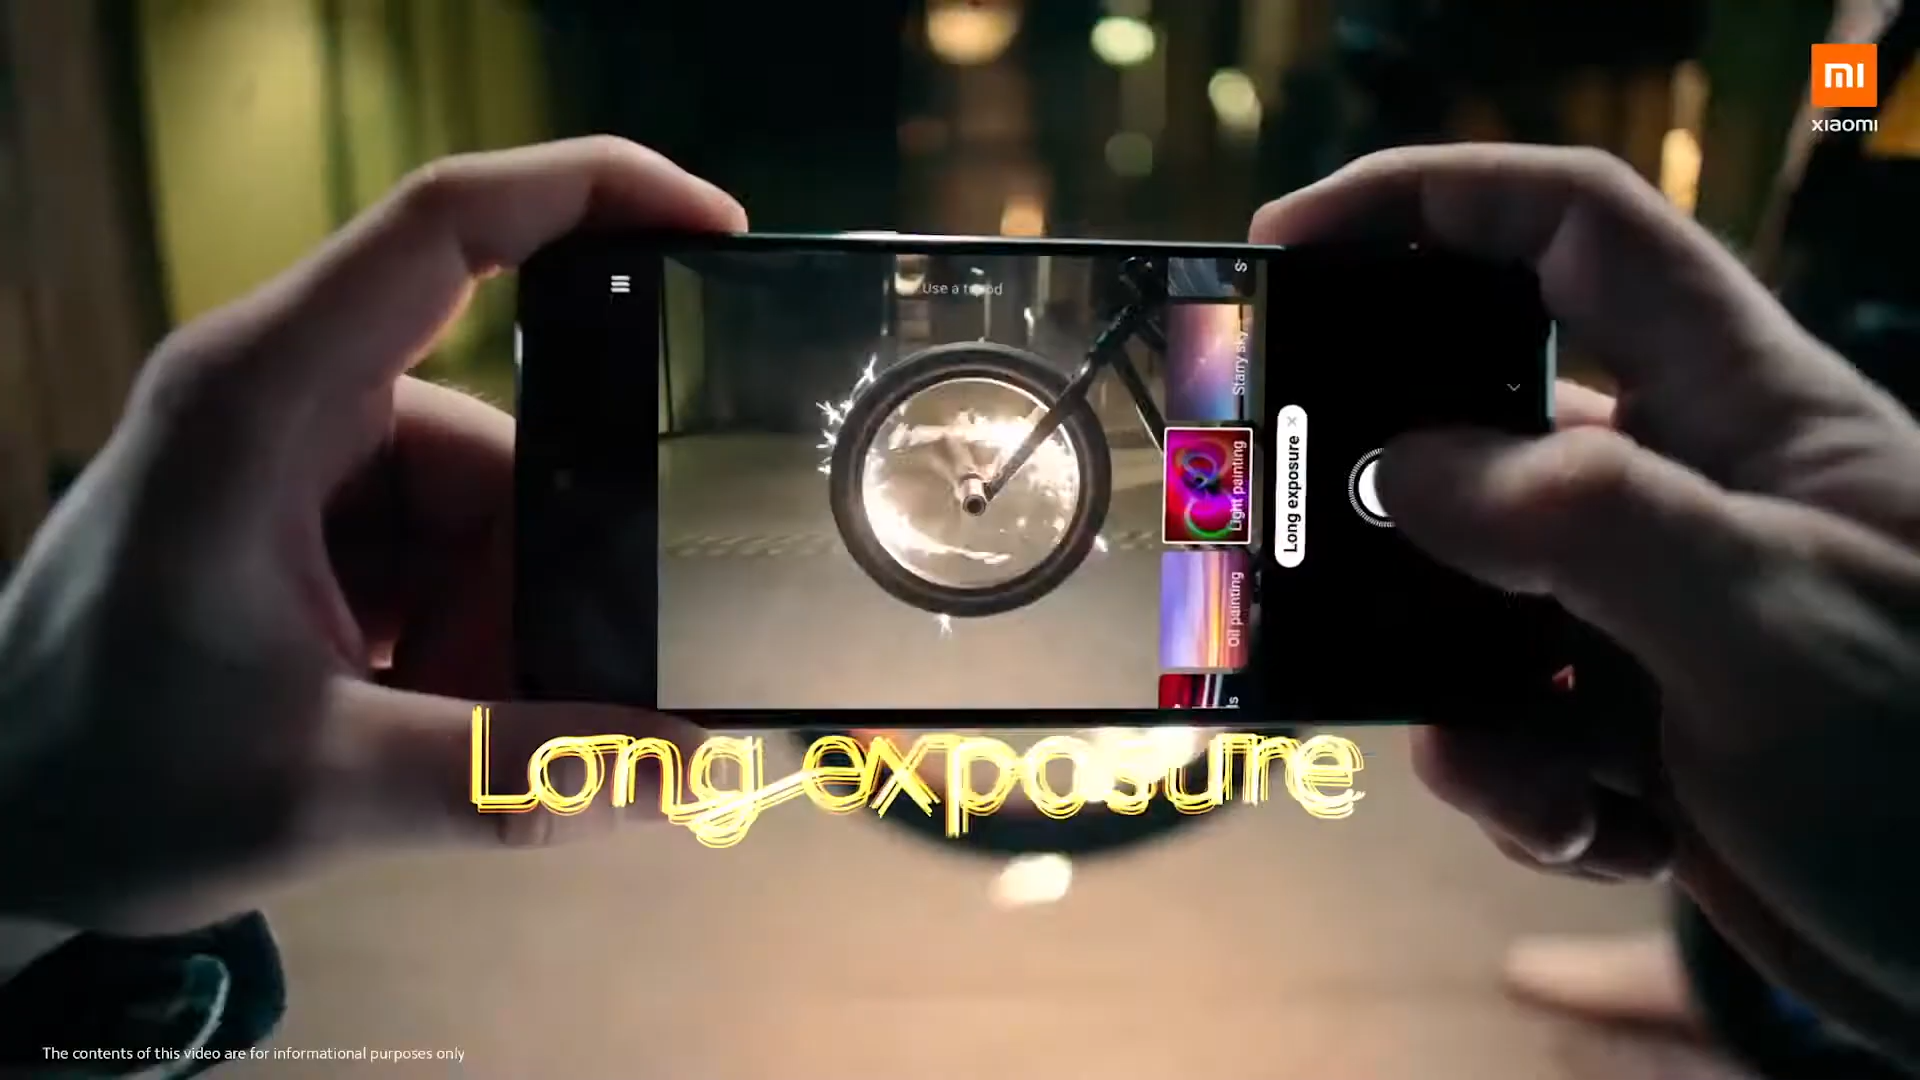 xiaomi
Use a tripod
Starry sky
Light painting
Oil painting
Long exposure ×
Long exposure
The contents of this video are for informational purposes only